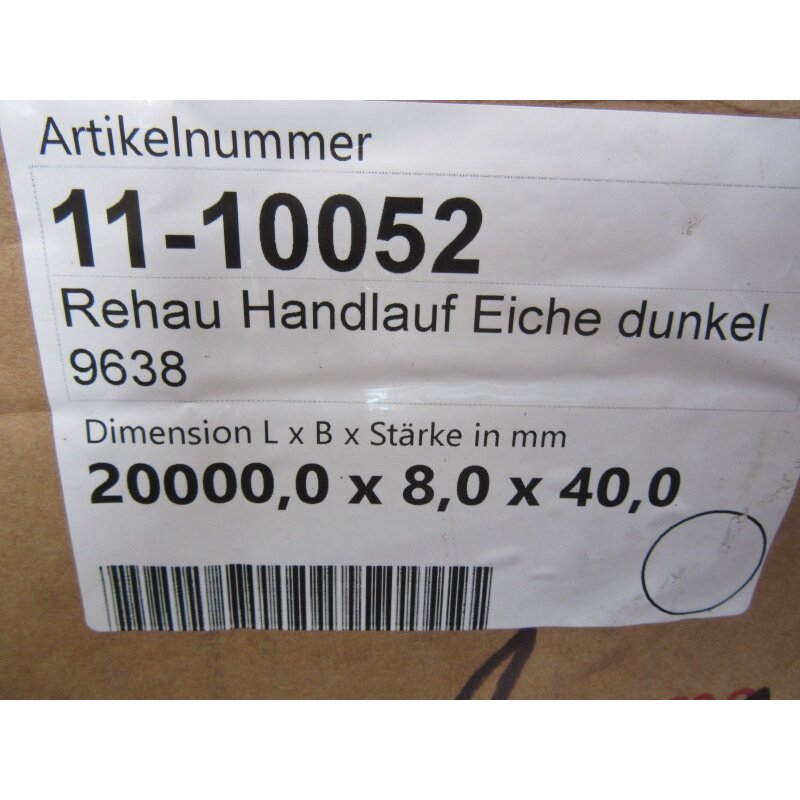 Artikelnummer
11-10052
Rehau Handlauf Eiche dunkel
9638
Dimension L x B x Stärke in mm
20000,0 x 8,0 x 40,0